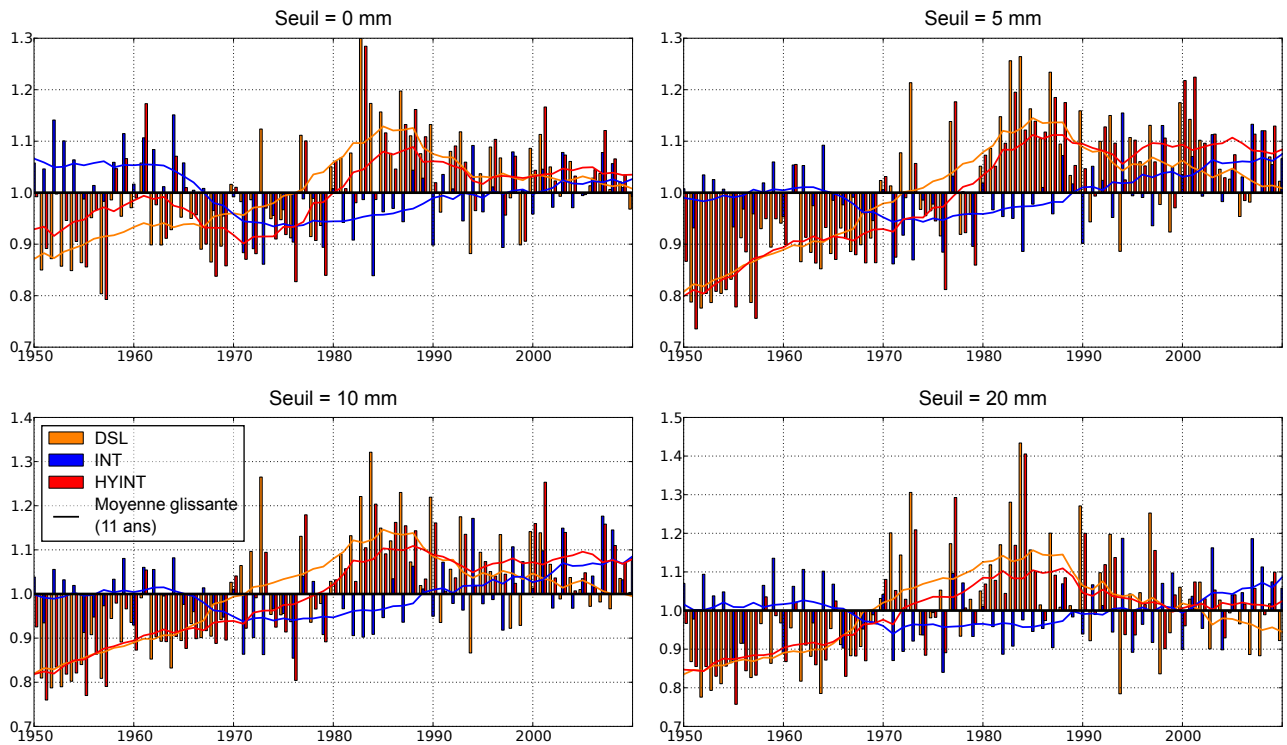 Seuil = 0 mm
1.3
1.2
1.1
1.0
0.9
0.8
0.7
1950 1960 1970 1980 1990 2000
Seuil = 5 mm
1.3
1.2
1.1
1.0
0.9
0.8
0.7
1950 1960 1970 1980 1990 2000
Seuil = 10 mm
1.4
1.3
1.2
1.1
1.0
0.9
0.8
0.7
DSL
INT
HYINT
Moyenne glissante
(11 ans)
1950 1960 1970 1980 1990 2000
Seuil = 20 mm
1.5
1.4
1.3
1.2
1.1
1.0
0.9
0.8
0.7
1950 1960 1970 1980 1990 2000